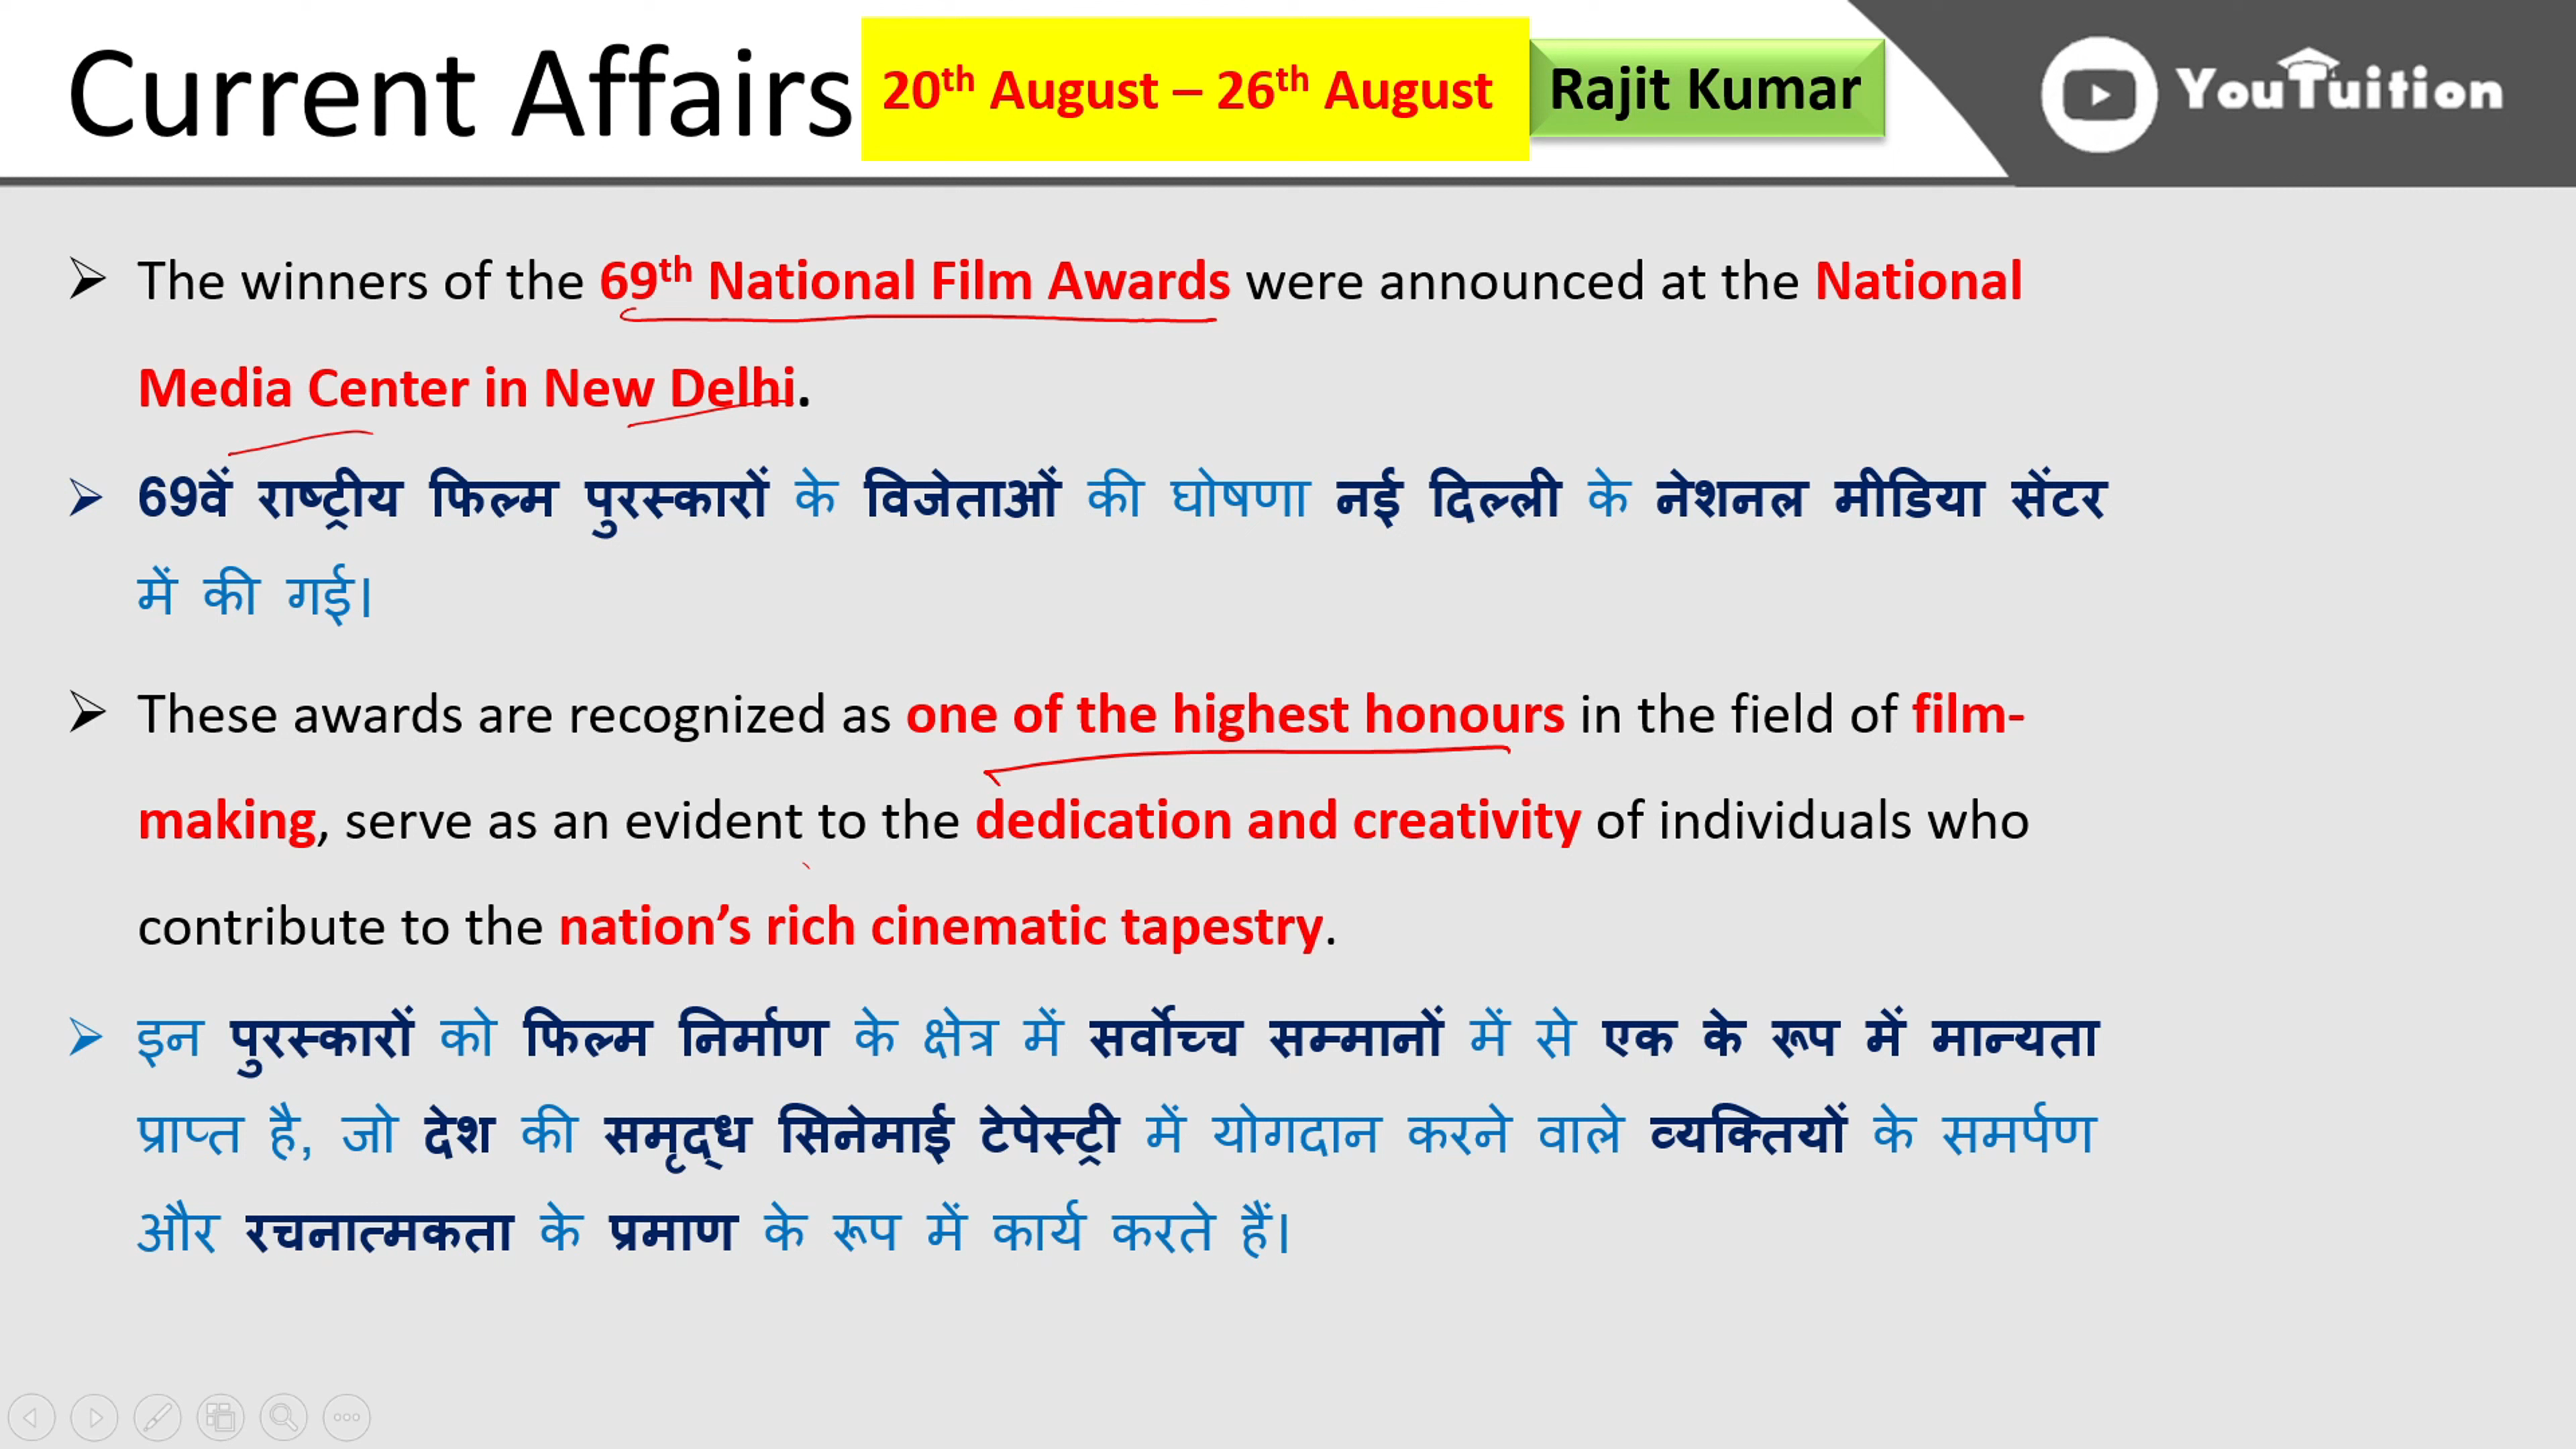 Current Affairs 20th August – 26th August Rajit Kumar YouTuition
➢ The winners of the 69th National Film Awards were announced at the National
Media Center in New Delhi.
➢ 69वें राष्ट्रीय फिल्म पुरस्कारों के विजेताओं की घोषणा नई दिल्ली के नेशनल मीडिया सेंटर
में की गई।
➢ These awards are recognized as one of the highest honours in the field of film-
making, serve as an evident to the dedication and creativity of individuals who
contribute to the nation’s rich cinematic tapestry.
➢ इन पुरस्कारों को फिल्म निर्माण के क्षेत्र में सर्वोच्च सम्मानों में से एक के रूप में मान्यता
प्राप्त है, जो देश की समृद्ध सिनेमाई टेपेस्ट्री में योगदान करने वाले व्यक्तियों के समर्पण
और रचनात्मकता के प्रमाण के रूप में कार्य करते हैं।